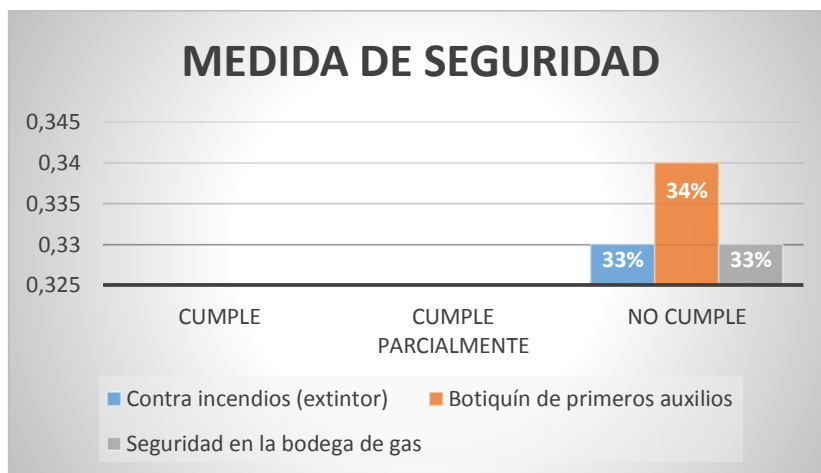 MEDIDA DE SEGURIDAD
0,345
0,34
0,335
0,33
0,325
34%
33%
33%
CUMPLE
CUMPLE
PARCIALMENTE
NO CUMPLE
Contra incendios (extintor)
Botiquín de primeros auxilios
Seguridad en la bodega de gas